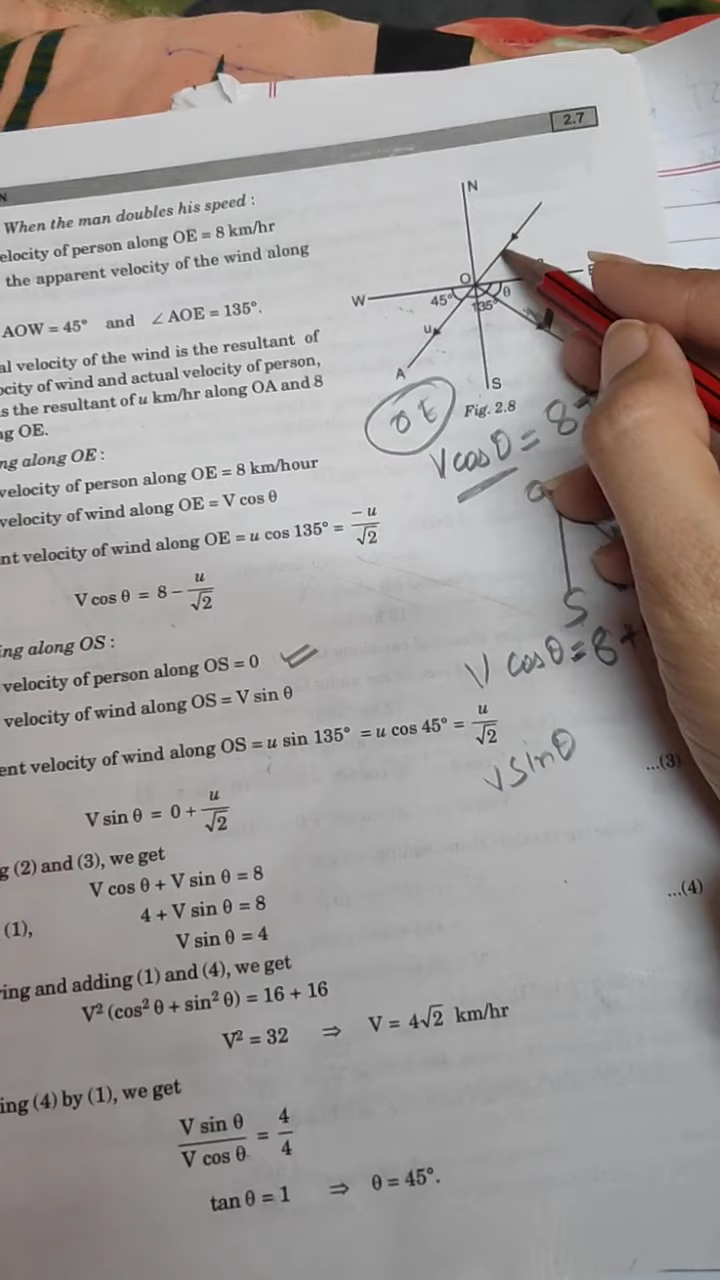 2.7
When the man doubles his speed :
elocity of person along OE = 8 km/hr
the apparent velocity of the wind along
AOW = 45° and ∠AOE = 135°.
al velocity of the wind is the resultant of
ocity of wind and actual velocity of person,
s the resultant of u km/hr along OA and 8
ng OE.
N
O
W
45°
135°
θ
u
A
S
Fig. 2.8
OE
V cos θ = 8
ng along OE :
velocity of person along OE = 8 km/hour
velocity of wind along OE = V cos θ
nt velocity of wind along OE = u cos 135° = −u/√2
V cos θ = 8 − u/√2
S
ing along OS :
velocity of person along OS = 0
V cos θ = 8 +
velocity of wind along OS = V sin θ
ent velocity of wind along OS = u sin 135° = u cos 45° = u/√2
V sin θ
...(3)
V sin θ = 0 + u/√2
g (2) and (3), we get
V cos θ + V sin θ = 8
...(4)
(1), 4 + V sin θ = 8
V sin θ = 4
ring and adding (1) and (4), we get
V² (cos² θ + sin² θ) = 16 + 16
V² = 32 ⇒ V = 4√2 km/hr
ing (4) by (1), we get
V sin θ / V cos θ = 4/4
tan θ = 1 ⇒ θ = 45°.